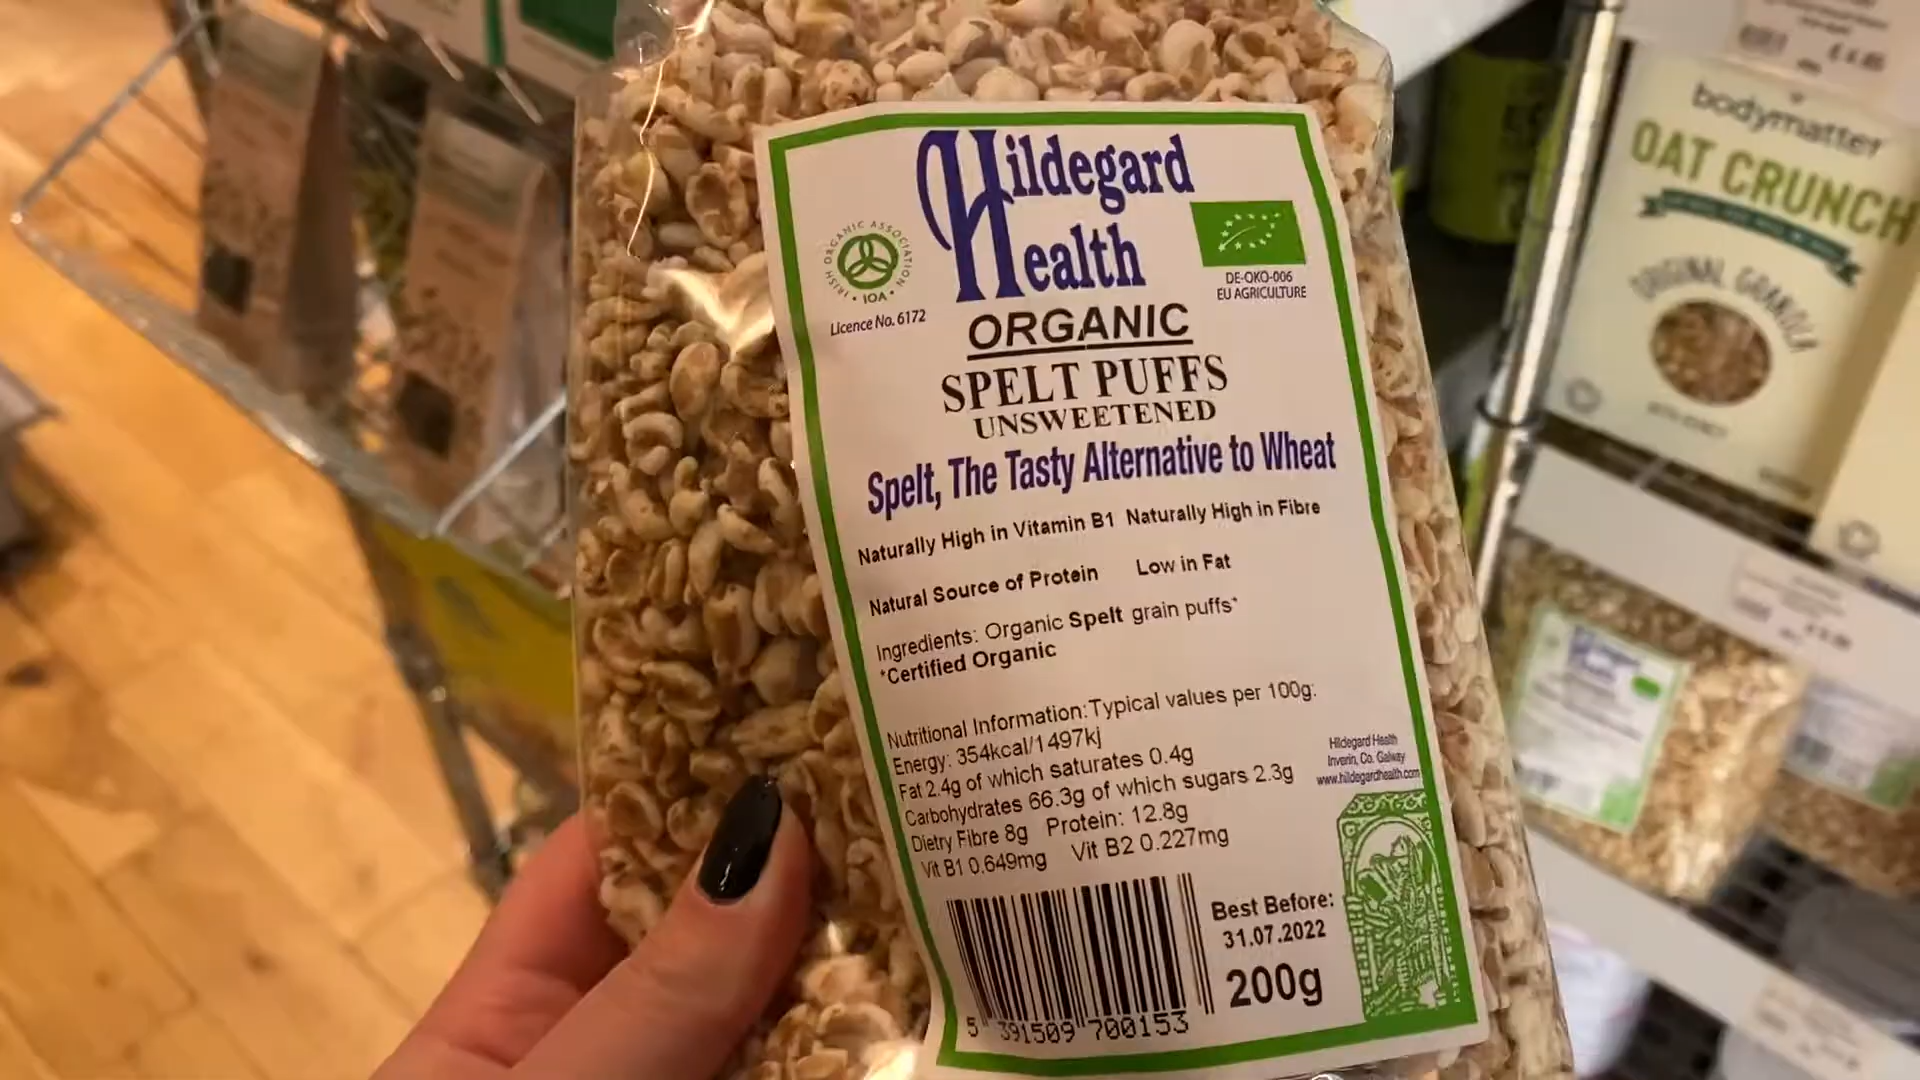 Hildegard
Health
IRISH ORGANIC ASSOCIATION
• IOA •
Licence No. 6172
DE-OKO-006
EU AGRICULTURE
ORGANIC
SPELT PUFFS
UNSWEETENED
Spelt, The Tasty Alternative to Wheat
Naturally High in Vitamin B1 Naturally High in Fibre
Natural Source of Protein Low in Fat
Ingredients: Organic Spelt grain puffs*
*Certified Organic
Nutritional Information:Typical values per 100g:
Energy: 354kcal/1497kj
Fat 2.4g of which saturates 0.4g
Carbohydrates 66.3g of which sugars 2.3g
Dietry Fibre 8g Protein: 12.8g
Vit B1 0.649mg Vit B2 0.227mg
Hildegard Health
Inverin, Co. Galway
www.hildegardhealth.com
Best Before:
31.07.2022
200g
5 391509 700153
bodymatter
OAT CRUNCH
ORIGINAL GRANOLA